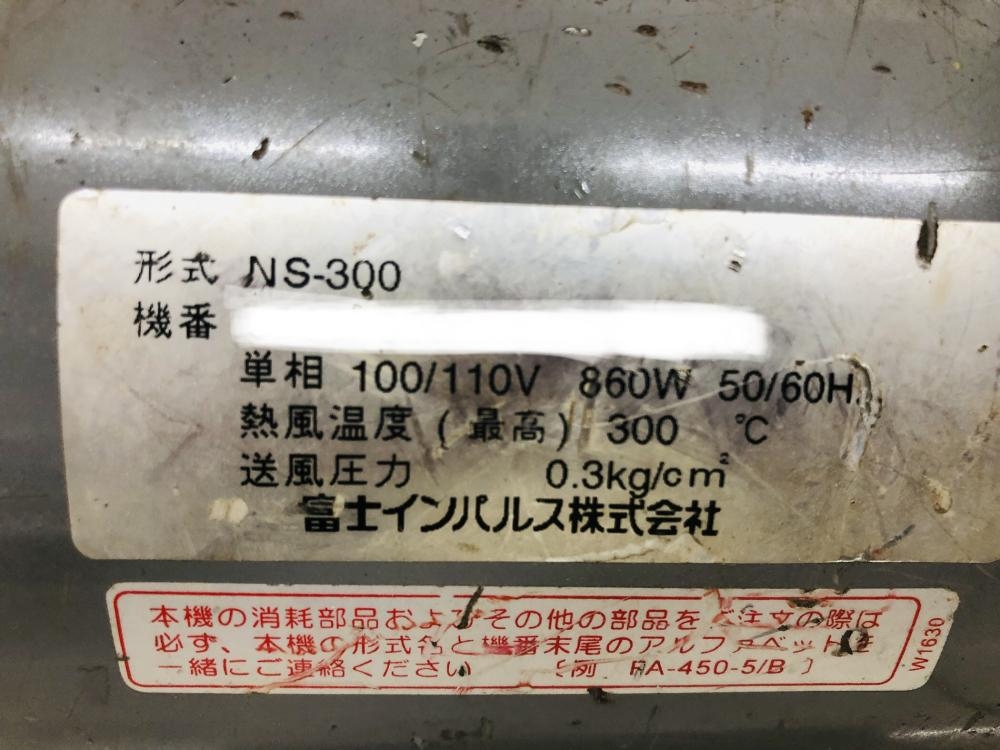 形式 NS-300
機番
単相 100/110V 860W 50/60H
熱風温度 (最高) 300 ℃
送風圧力 0.3kg/cm²
富士インパルス株式会社
本機の消耗部品およびその他の部品をご注文の際は
必ず、本機の形式名と機番末尾のアルファベットを
一緒にご連絡ください (例 FA-450-5/B)
W1630